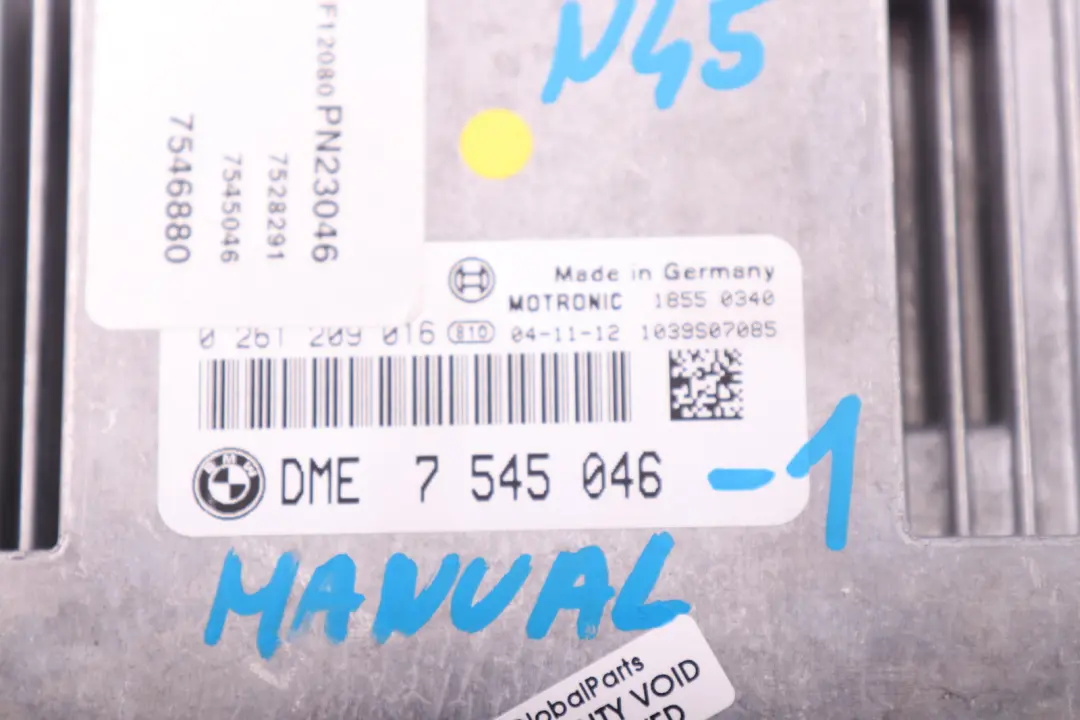 N45
F12080 PN23046
7528291
7545046
7546880
Made in Germany
MOTRONIC 1855 0340
0 261 209 016 810 04-11-12 1039S07085
BMW
DME 7 545 046 -1
MANUAL
GlobalParts
VOID